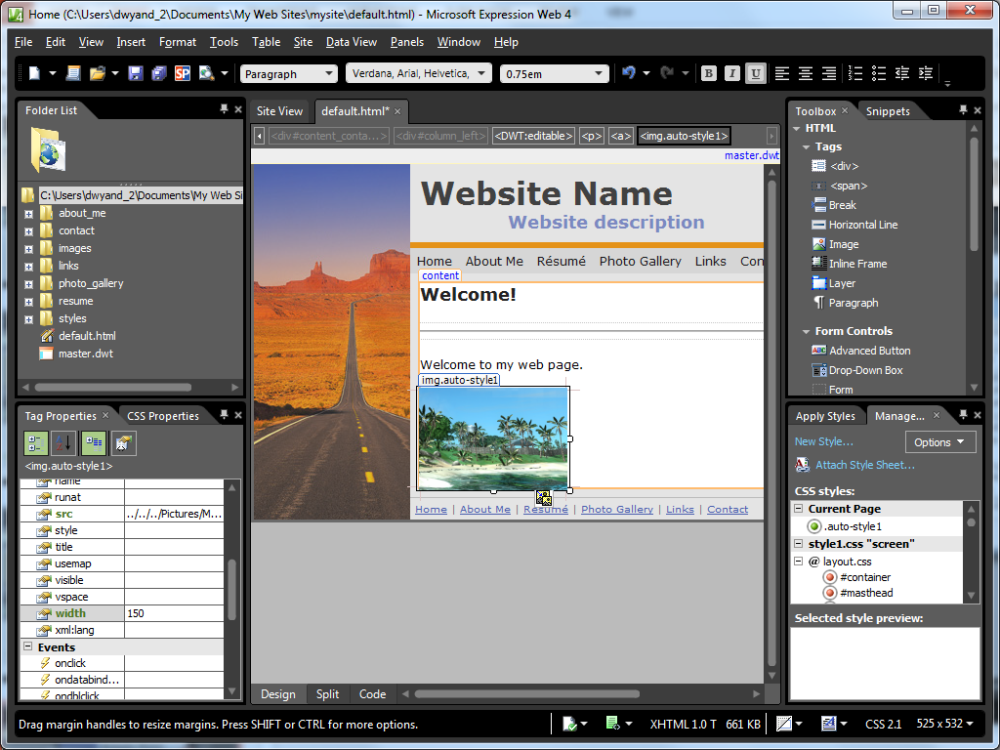 Home (C:\Users\dwyand_2\Documents\My Web Sites\mysite\default.html) - Microsoft Expression Web 4
File Edit View Insert Format Tools Table Site Data View Panels Window Help
SP Paragraph Verdana, Arial, Helvetica, 0.75em B I U
Folder List
C:\Users\dwyand_2\Documents\My Web Si
about_me
contact
images
links
photo_gallery
resume
styles
default.html
master.dwt
Tag Properties × CSS Properties
<img.auto-style1>
name
runat
src ../../../Pictures/M...
style
title
usemap
visible
vspace
width 150
xml:lang
Events
onclick
ondatabind...
ondblclick
Site View default.html* ×
<div#content_conta...> <div#column_left> <DWT:editable> <p> <a> <img.auto-style1>
master.dwt
Website Name
Website description
Home About Me Résumé Photo Gallery Links Con
content
Welcome!
Welcome to my web page.
img.auto-style1
Home | About Me | Résumé | Photo Gallery | Links | Contact
Design Split Code
Toolbox × Snippets
HTML
Tags
<div>
<span>
Break
Horizontal Line
Image
Inline Frame
Layer
Paragraph
Form Controls
Advanced Button
Drop-Down Box
Form
Apply Styles Manage... ×
New Style...
Options
Attach Style Sheet...
CSS styles:
Current Page
.auto-style1
style1.css "screen"
@ layout.css
#container
#masthead
Selected style preview:
Drag margin handles to resize margins. Press SHIFT or CTRL for more options.
XHTML 1.0 T 661 KB CSS 2.1 525 x 532